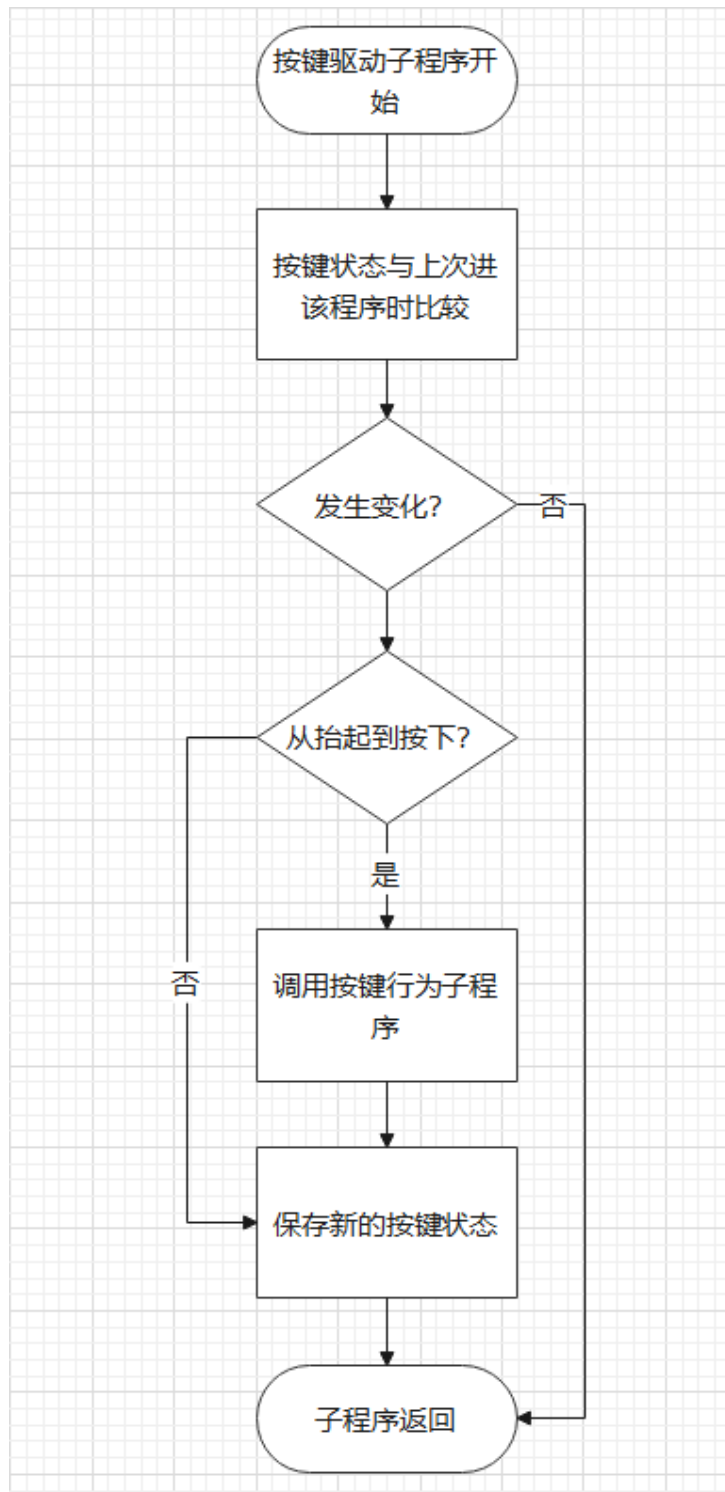 按键驱动子程序开
始
按键状态与上次进
该程序时比较
发生变化?
否
从抬起到按下?
是
否
调用按键行为子程
序
保存新的按键状态
子程序返回